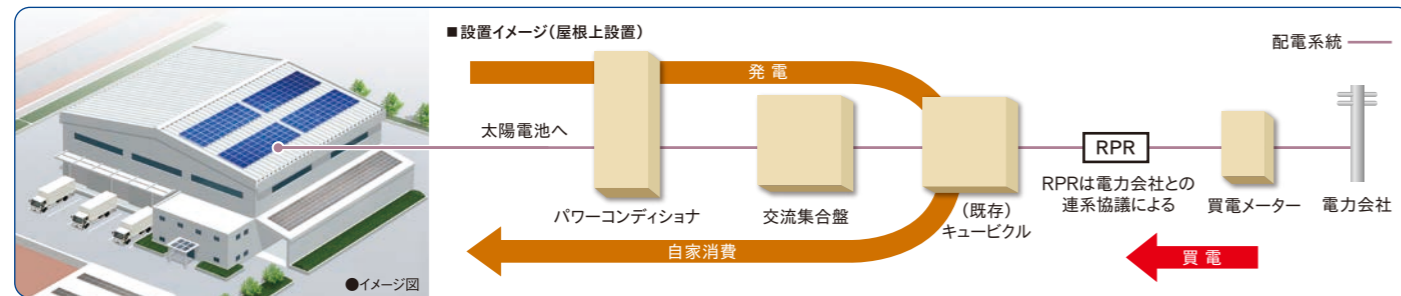 ■設置イメージ(屋根上設置)
配電系統
発電
太陽電池へ
RPR
RPRは電力会社との
連系協議による
パワーコンディショナ
交流集合盤
(既存)
キュービクル
買電メーター
電力会社
自家消費
買電
●イメージ図